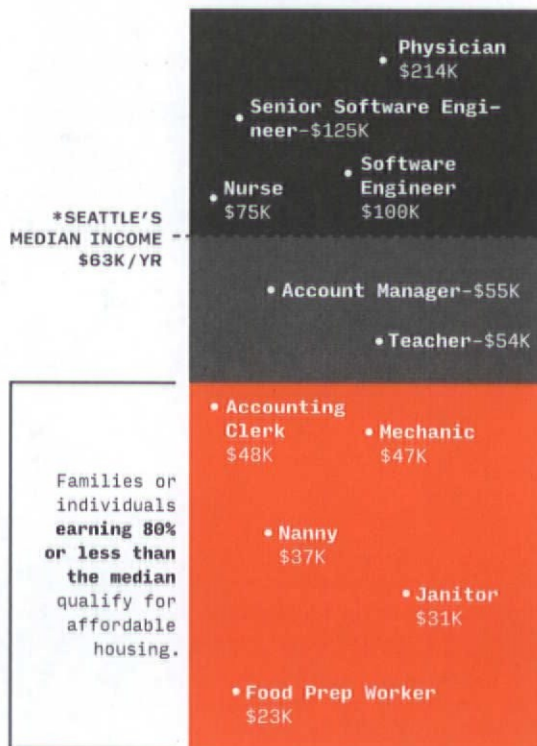 Physician
$214K
Senior Software Engi-
neer–$125K
Software
Engineer
$100K
Nurse
$75K
*SEATTLE'S
MEDIAN INCOME
$63K/YR
Account Manager–$55K
Teacher–$54K
Accounting
Clerk
$48K
Mechanic
$47K
Families or
individuals
earning 80%
or less than
the median
qualify for
affordable
housing.
Nanny
$37K
Janitor
$31K
Food Prep Worker
$23K